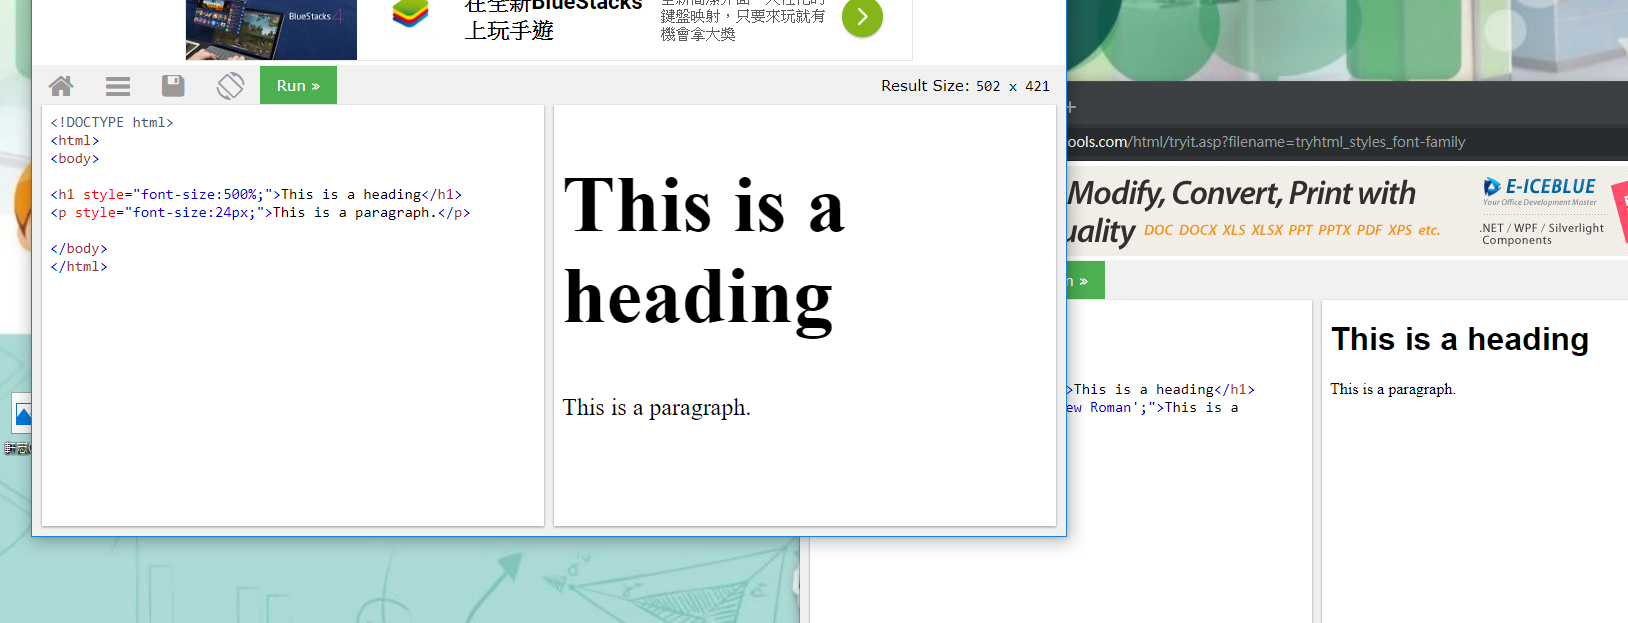 BlueStacks 4
在全新BlueStacks
上玩手遊
鍵盤映射，只要來玩就有
機會拿大獎
Run »
Result Size: 502 x 421
<!DOCTYPE html>
<html>
<body>
<h1 style="font-size:500%;">This is a heading</h1>
<p style="font-size:24px;">This is a paragraph.</p>
</body>
</html>
This is a
heading
This is a paragraph.
+
ools.com/html/tryit.asp?filename=tryhtml_styles_font-family
Modify, Convert, Print with
uality DOC DOCX XLS XLSX PPT PPTX PDF XPS etc.
E-ICEBLUE
Your Office Development Master
.NET / WPF / Silverlight
Components
n »
>This is a heading</h1>
ew Roman';">This is a
This is a heading
This is a paragraph.